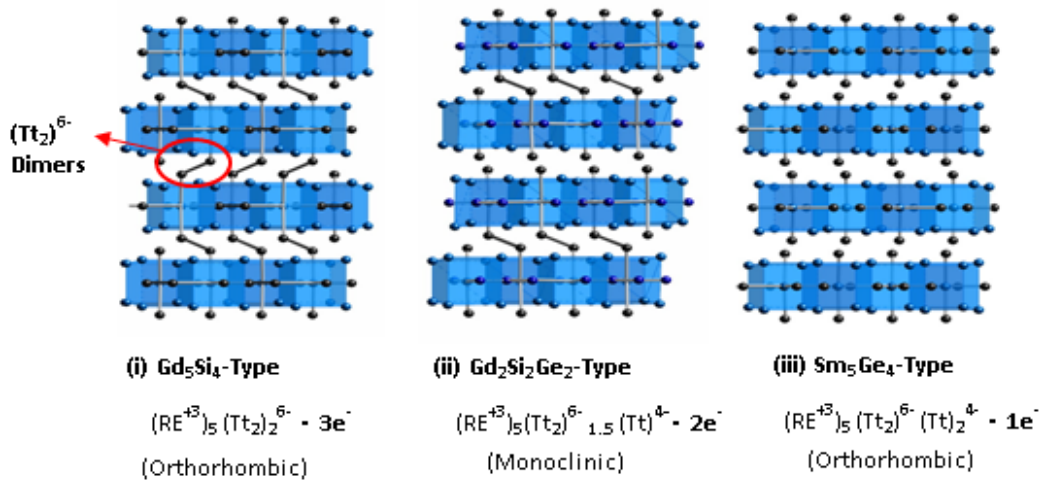 (Tt₂)⁶⁻
Dimers
(i) Gd₅Si₄-Type
(RE⁺³)₅(Tt₂)₂⁶⁻ - 3e⁻
(Orthorhombic)
(ii) Gd₂Si₂Ge₂-Type
(RE⁺³)₅(Tt₂)⁶⁻₁.₅(Tt)⁴⁻ - 2e⁻
(Monoclinic)
(iii) Sm₅Ge₄-Type
(RE⁺³)₅(Tt₂)⁶⁻(Tt)₂⁴⁻ - 1e⁻
(Orthorhombic)